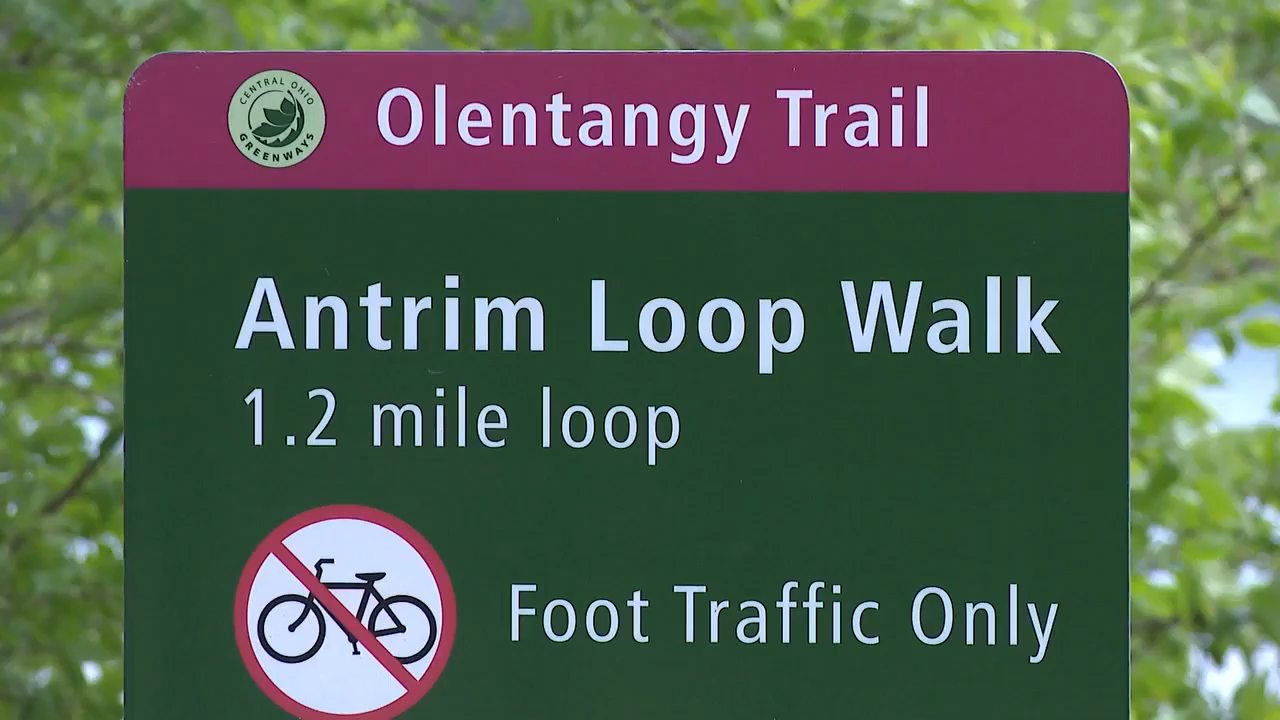 CENTRAL OHIO
GREENWAYS
Olentangy Trail
Antrim Loop Walk
1.2 mile loop
Foot Traffic Only